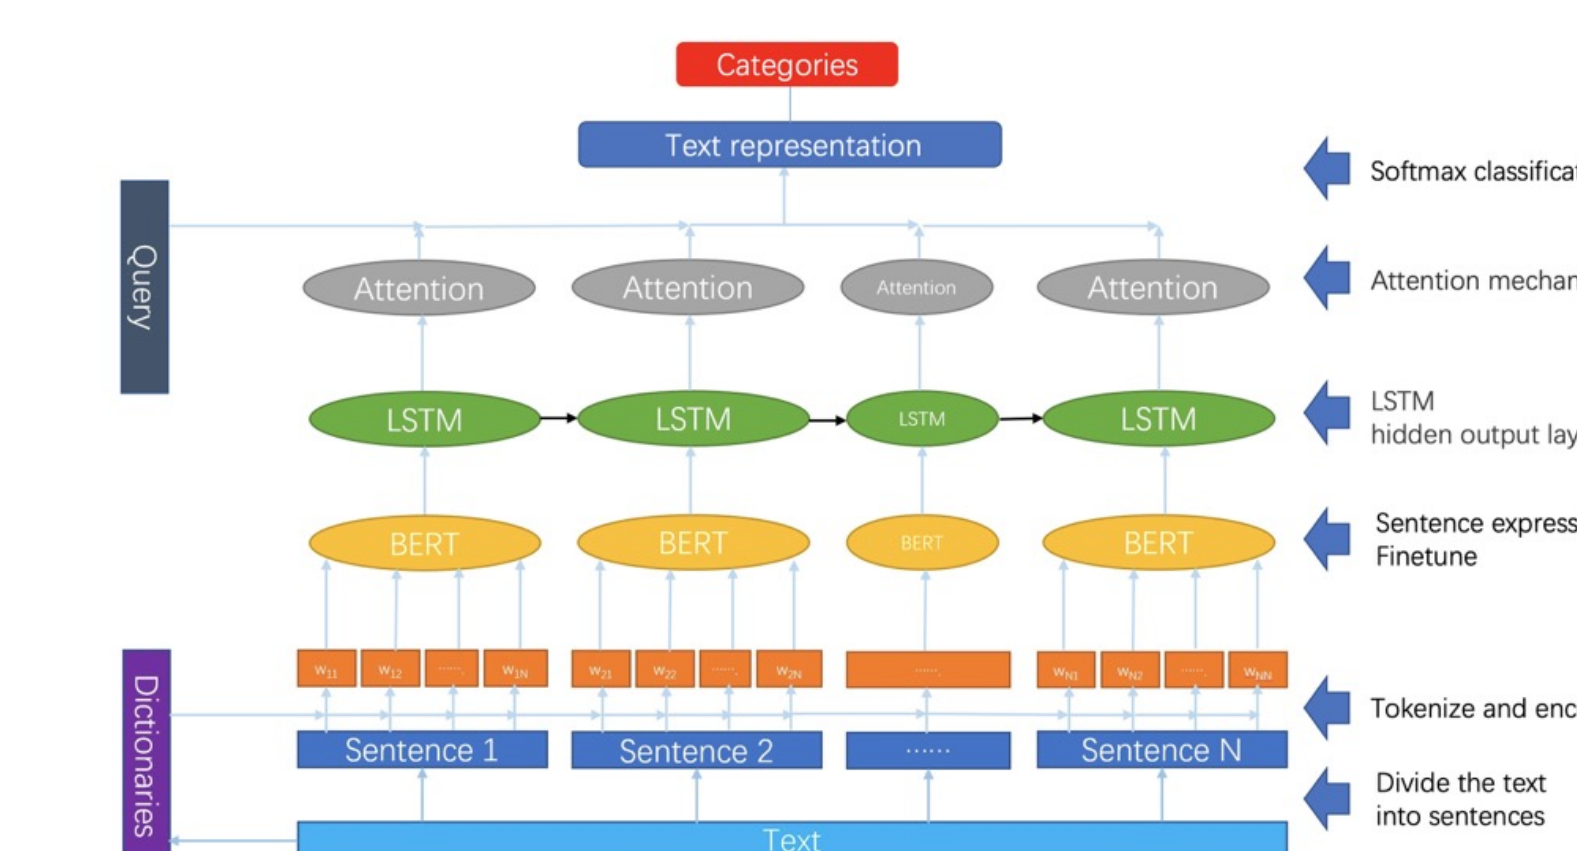 Categories
Text representation
Softmax classificat
Query
Attention Attention Attention Attention
Attention mechan
LSTM LSTM LSTM LSTM
LSTM
hidden output lay
BERT BERT BERT BERT
Sentence express
Finetune
Dictionaries
W11 W12 ....... W1N W21 W22 ....... W2N ....... WN1 WN2 ....... WNN
Tokenize and enc
Sentence 1 Sentence 2 ...... Sentence N
Divide the text
into sentences
Text